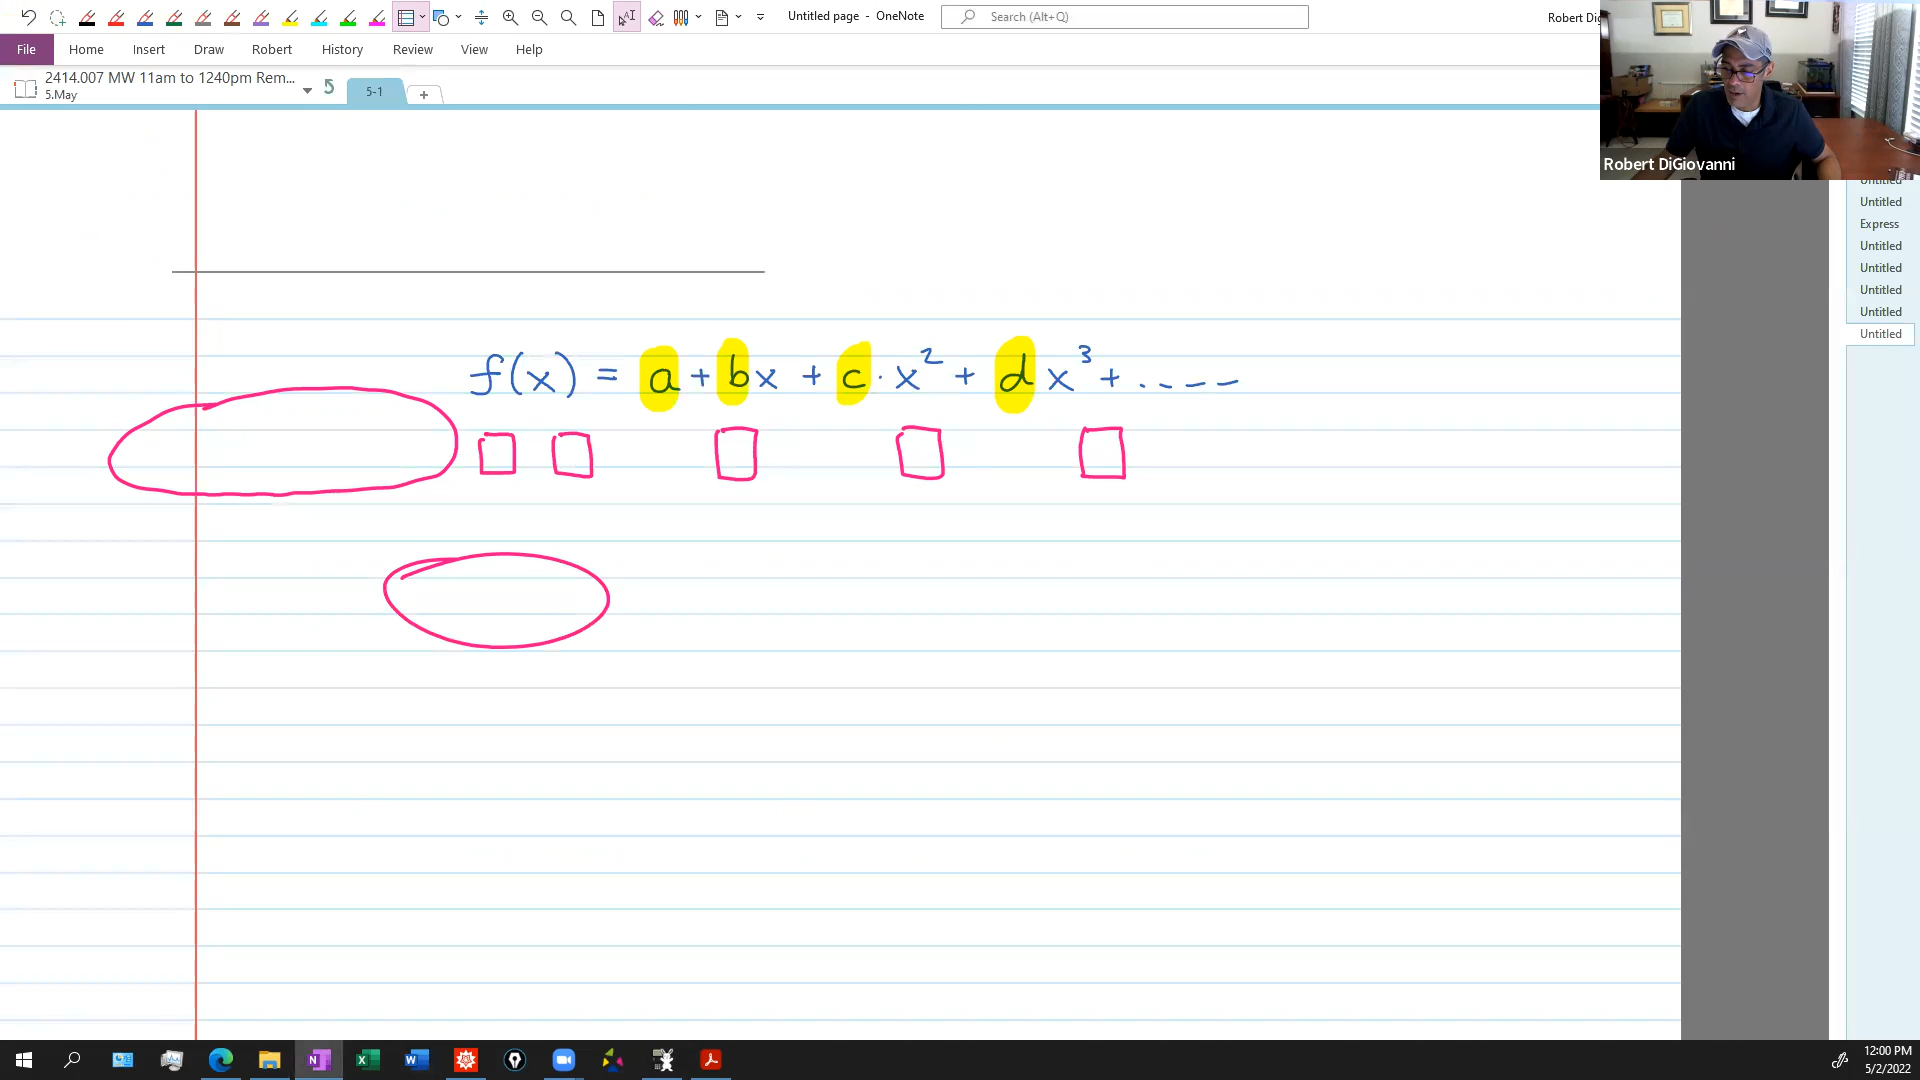 Untitled page - OneNote
Search (Alt+Q)
File
Home
Insert
Draw
Robert
History
Review
View
Help
2414.007 MW 11am to 1240pm Rem...
5.May
5-1
Robert DiGiovanni
Untitled
Express
Untitled
Untitled
Untitled
Untitled
Untitled
f(x) = a + bx + c · x² + d x³ + . . - - -
12:00 PM
5/2/2022